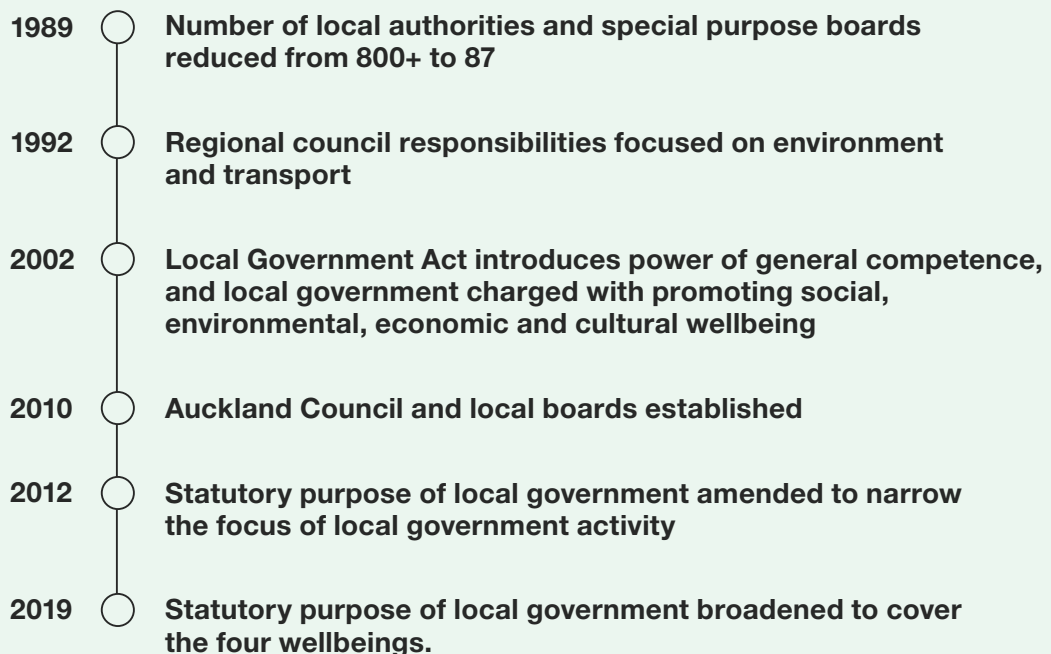 1989 Number of local authorities and special purpose boards
reduced from 800+ to 87
1992 Regional council responsibilities focused on environment
and transport
2002 Local Government Act introduces power of general competence,
and local government charged with promoting social,
environmental, economic and cultural wellbeing
2010 Auckland Council and local boards established
2012 Statutory purpose of local government amended to narrow
the focus of local government activity
2019 Statutory purpose of local government broadened to cover
the four wellbeings.